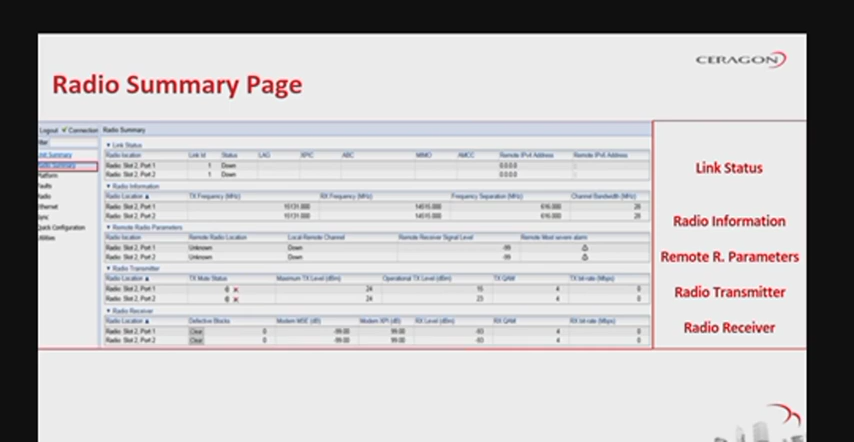 CERAGON
Radio Summary Page
Logout ✓ Connection Radio Summary
Unit Summary
Radio Summary
Platform
Faults
Radio
Ethernet
Sync
Quick Configuration
Utilities
▼ Link Status
Radio location Link Id Status LAG XPIC ABC MIMO AMCC Remote IPv4 Address Remote IPv6 Address
Radio: Slot 2, Port 1 1 Down 0.0.0.0 ::
Radio: Slot 2, Port 2 1 Down 0.0.0.0 ::
▼ Radio Information
Radio Location ▲ TX Frequency (MHz) RX Frequency (MHz) Frequency Separation (MHz) Channel Bandwidth (MHz)
Radio: Slot 2, Port 1 15131.000 14515.000 616.000 28
Radio: Slot 2, Port 2 15131.000 14515.000 616.000 28
▼ Remote Radio Parameters
Radio location Remote Radio Location Local-Remote Channel Remote Receiver Signal Level Remote Most severe alarm
Radio: Slot 2, Port 1 Unknown Down -99
Radio: Slot 2, Port 2 Unknown Down -99
▼ Radio Transmitter
Radio Location ▲ TX Mute Status Maximum TX Level (dBm) Operational TX Level (dBm) TX QAM TX bit-rate (Mbps)
Radio: Slot 2, Port 1 24 15 4 0
Radio: Slot 2, Port 2 24 23 4 0
▼ Radio Receiver
Radio Location ▲ Defective Blocks Modem MSE (dB) Modem XPI (dB) RX Level (dBm) RX QAM RX bit-rate (Mbps)
Radio: Slot 2, Port 1 Clear 0 -99.00 99.00 -93 4 0
Radio: Slot 2, Port 2 Clear 0 -99.00 99.00 4 0
Link Status
Radio Information
Remote R. Parameters
Radio Transmitter
Radio Receiver